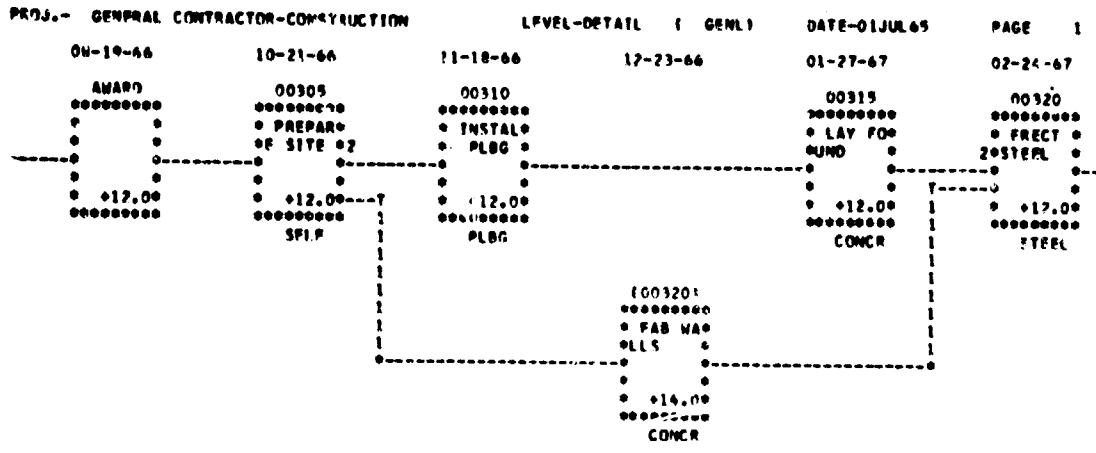 PROJ.- GENERAL CONTRACTOR-CONSTRUCTION LEVEL-DETAIL ( GENL) DATE-01JUL65 PAGE 1
10-21-66 11-18-66 12-23-66 01-27-67 02-24-67
AWARD 00305 00310 00315 00320
PREPAR INSTAL LAY FO ERECT
E SITE 2 PLBG UND 2 STEEL
+12.0 +12.0 +12.0 +12.0 +12.0
SELF PLBG CONCR STEEL
(00320)
FAB WA
LLS
+14.0
CONCR